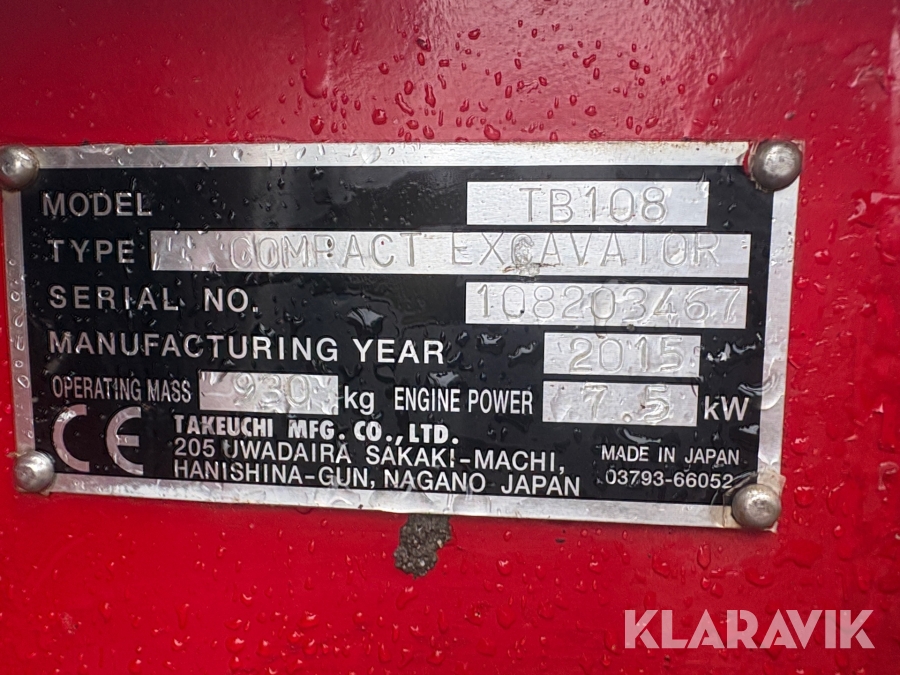 MODEL TB108
TYPE COMPACT EXCAVATOR
SERIAL NO. 108203467
MANUFACTURING YEAR 2015
OPERATING MASS 930 kg ENGINE POWER 7.5 kW
CE TAKEUCHI MFG. CO., LTD.
205 UWADAIRA SAKAKI-MACHI, MADE IN JAPAN
HANISHINA-GUN, NAGANO JAPAN 03793-66052
KLARAVIK